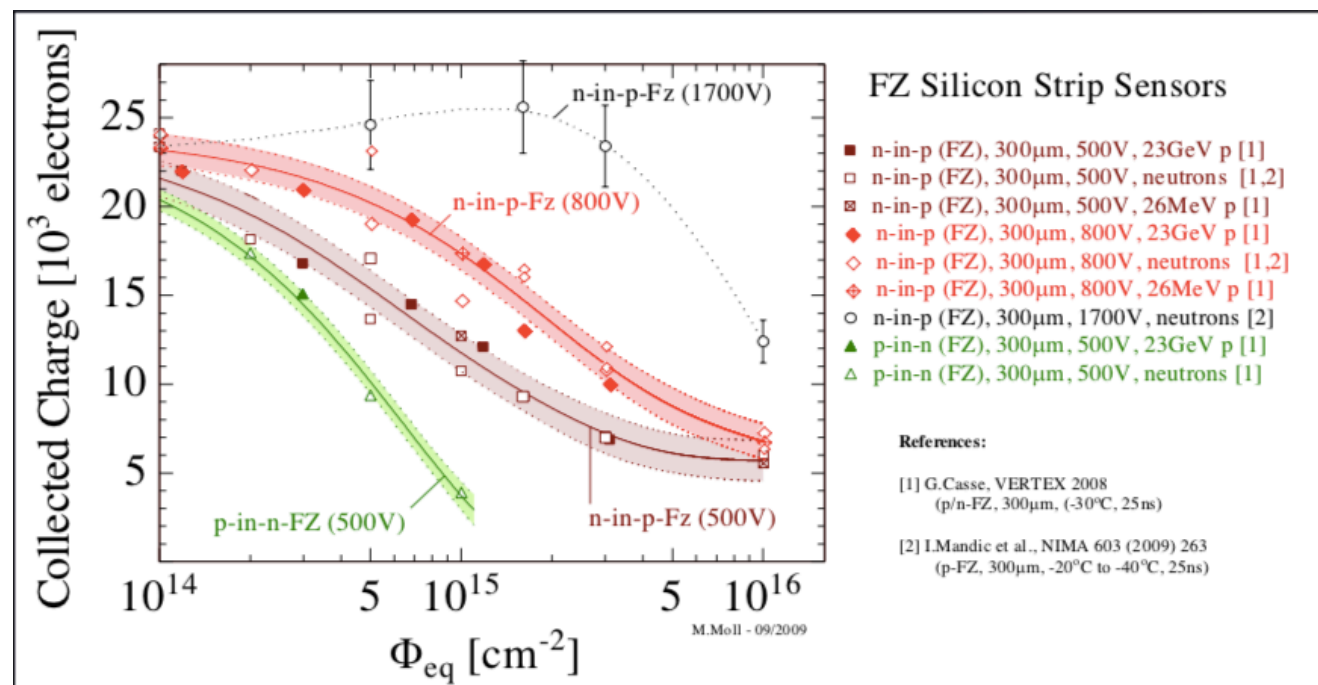 Collected Charge [10³ electrons]
25
20
15
10
5
10¹⁴
5
10¹⁵
5
10¹⁶
Φeq [cm⁻²]
M.Moll - 09/2009
n-in-p-Fz (1700V)
n-in-p-Fz (800V)
n-in-p-Fz (500V)
p-in-n-FZ (500V)
FZ Silicon Strip Sensors
n-in-p (FZ), 300μm, 500V, 23GeV p [1]
n-in-p (FZ), 300μm, 500V, neutrons [1,2]
n-in-p (FZ), 300μm, 500V, 26MeV p [1]
n-in-p (FZ), 300μm, 800V, 23GeV p [1]
n-in-p (FZ), 300μm, 800V, neutrons [1,2]
n-in-p (FZ), 300μm, 800V, 26MeV p [1]
n-in-p (FZ), 300μm, 1700V, neutrons [2]
p-in-n (FZ), 300μm, 500V, 23GeV p [1]
p-in-n (FZ), 300μm, 500V, neutrons [1]
References:
[1] G.Casse, VERTEX 2008
(p/n-FZ, 300μm, (-30°C, 25ns)
[2] I.Mandic et al., NIMA 603 (2009) 263
(p-FZ, 300μm, -20°C to -40°C, 25ns)